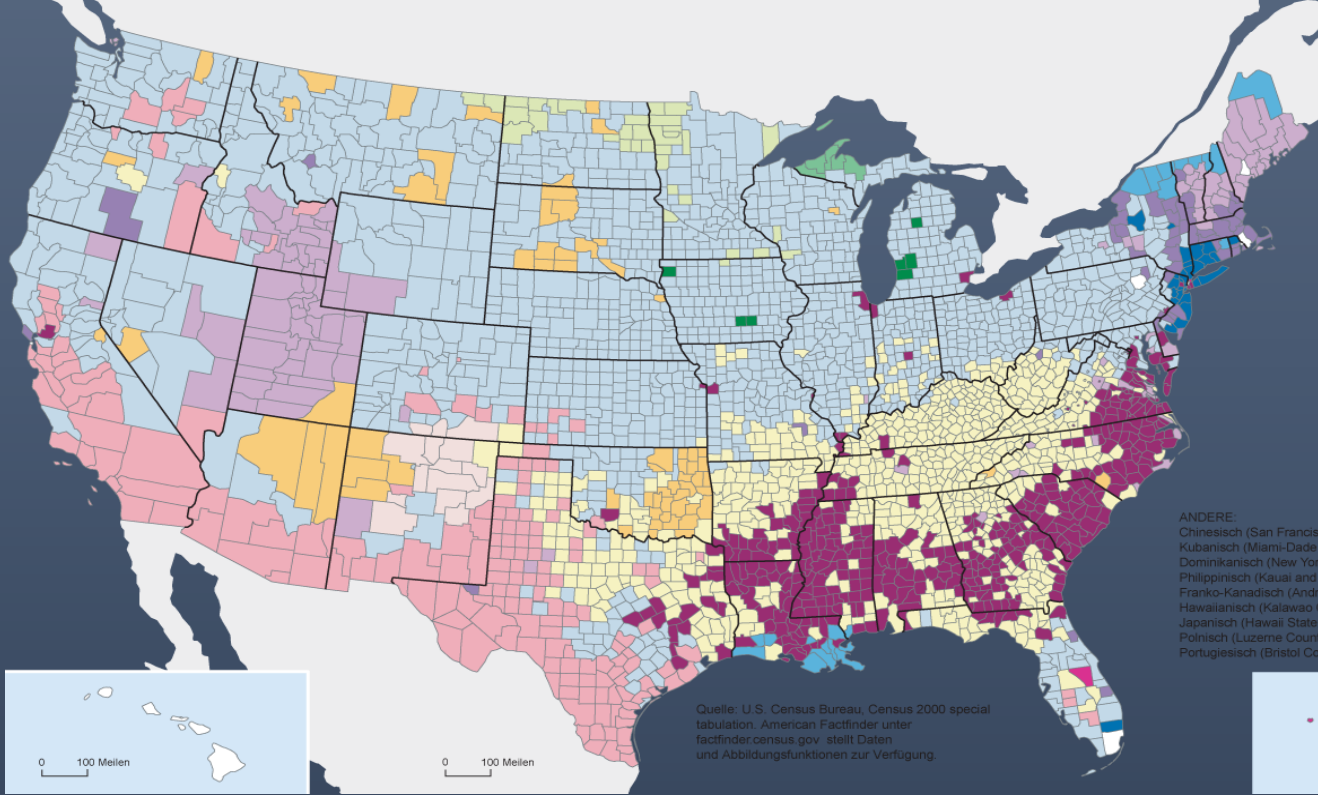 ANDERE:
Chinesisch (San Francis
Kubanisch (Miami-Dade
Dominikanisch (New Yor
Philippinisch (Kauai and
Franko-Kanadisch (Andr
Hawaiianisch (Kalawao
Japanisch (Hawaii State
Polnisch (Luzerne Coun
Portugiesisch (Bristol Co
Quelle: U.S. Census Bureau, Census 2000 special
tabulation. American Factfinder unter
factfinder.census.gov stellt Daten
und Abbildungsfunktionen zur Verfügung.
0 100 Meilen
0 100 Meilen